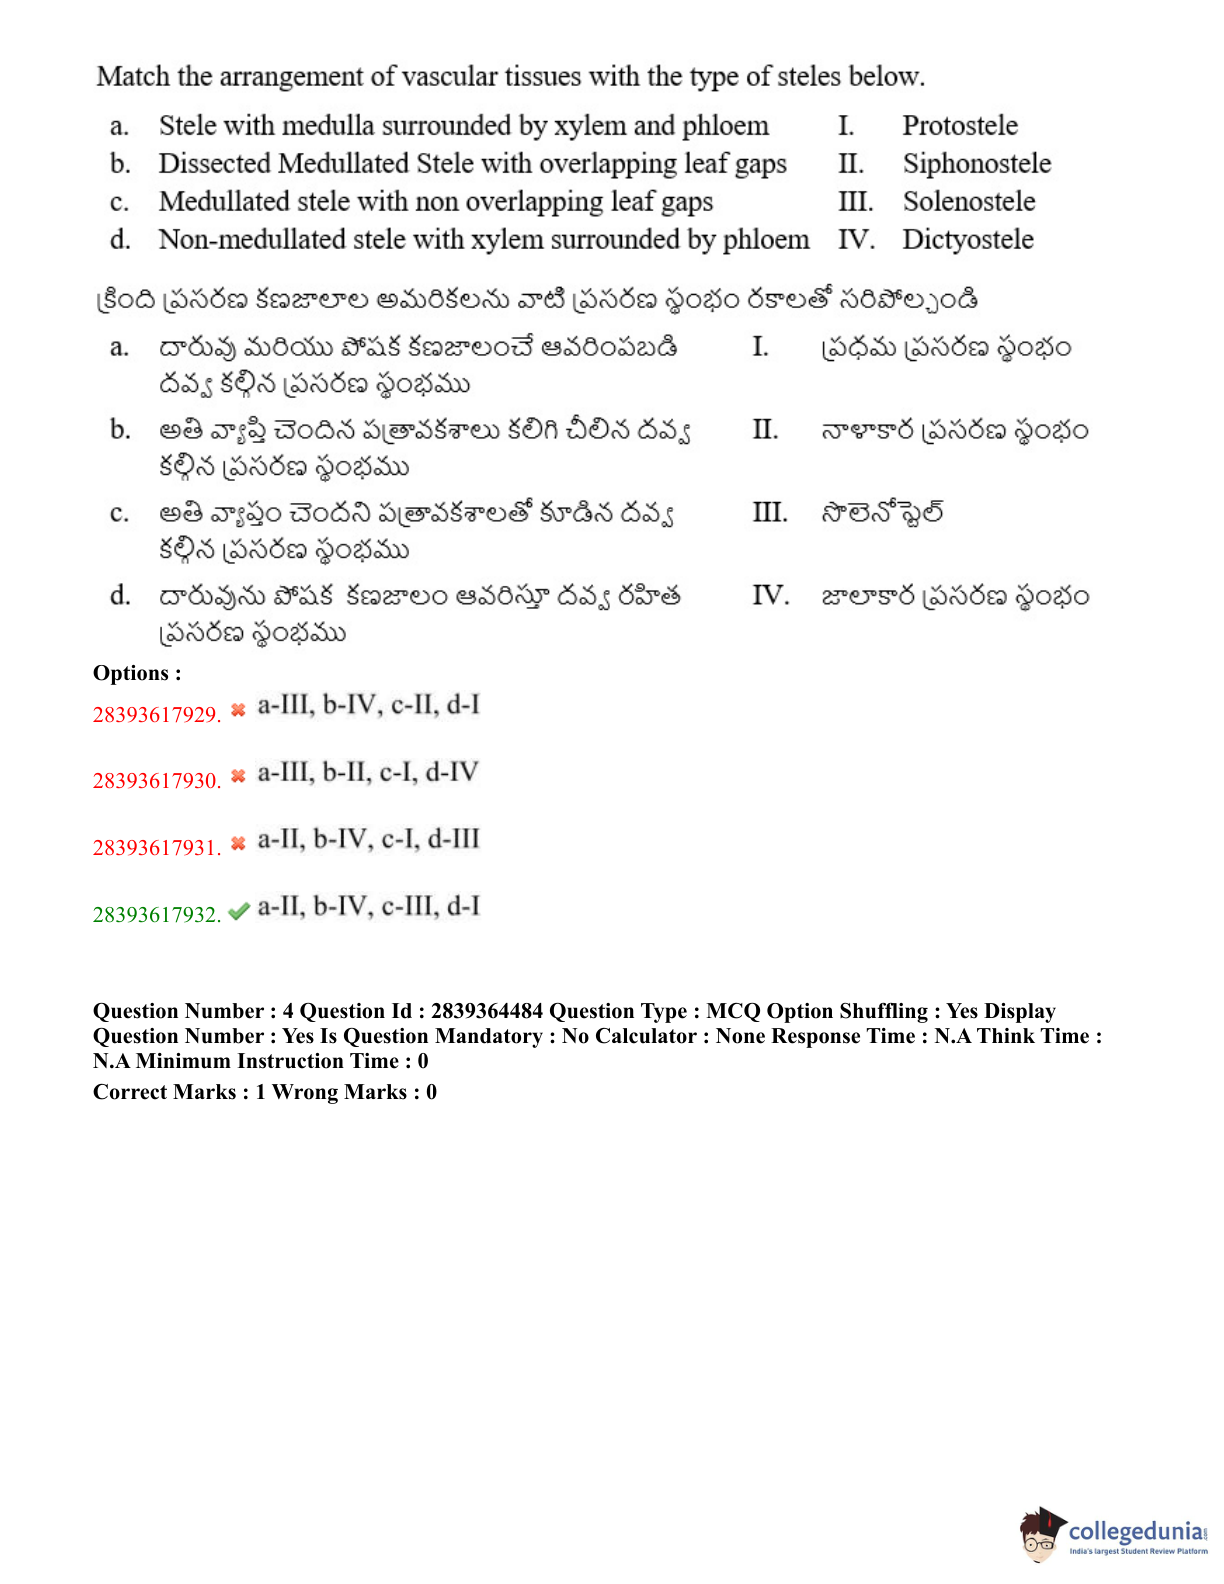 Match the arrangement of vascular tissues with the type of steles below.
a. Stele with medulla surrounded by xylem and phloem I. Protostele
b. Dissected Medullated Stele with overlapping leaf gaps II. Siphonostele
c. Medullated stele with non overlapping leaf gaps III. Solenostele
d. Non-medullated stele with xylem surrounded by phloem IV. Dictyostele
క్రింది ప్రసరణ కణజాలాల అమరికలను వాటి ప్రసరణ స్థంభం రకాలతో సరిపోల్చండి
a. దారువు మరియు పోషక కణజాలంచే ఆవరింపబడి I. ప్రధమ ప్రసరణ స్థంభం
దవ్వ కల్గిన ప్రసరణ స్థంభము
b. అతి వ్యాప్తి చెందిన పత్రావకశాలు కలిగి చీలిన దవ్వ II. నాళాకార ప్రసరణ స్థంభం
కల్గిన ప్రసరణ స్థంభము
c. అతి వ్యాప్తం చెందని పత్రావకశాలతో కూడిన దవ్వ III. సొలెనోస్టైల్
కల్గిన ప్రసరణ స్థంభము
d. దారువును పోషక కణజాలం ఆవరిస్తూ దవ్వ రహిత IV. జాలాకార ప్రసరణ స్థంభం
ప్రసరణ స్థంభము
Options :
28393617929. a-III, b-IV, c-II, d-I
28393617930. a-III, b-II, c-I, d-IV
28393617931. a-II, b-IV, c-I, d-III
28393617932. a-II, b-IV, c-III, d-I
Question Number : 4 Question Id : 2839364484 Question Type : MCQ Option Shuffling : Yes Display
Question Number : Yes Is Question Mandatory : No Calculator : None Response Time : N.A Think Time :
N.A Minimum Instruction Time : 0
Correct Marks : 1 Wrong Marks : 0
collegedunia.com
India's largest Student Review Platform